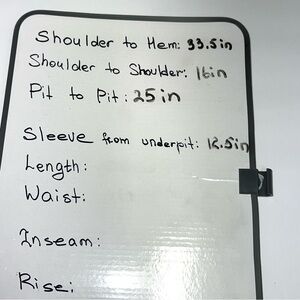 Shoulder to Hem: 33.5in
Shoulder to Shoulder: 16in
Pit to Pit: 25in
Sleeve from underpit: 12.5in
Length:
Waist:
Inseam:
Rise: